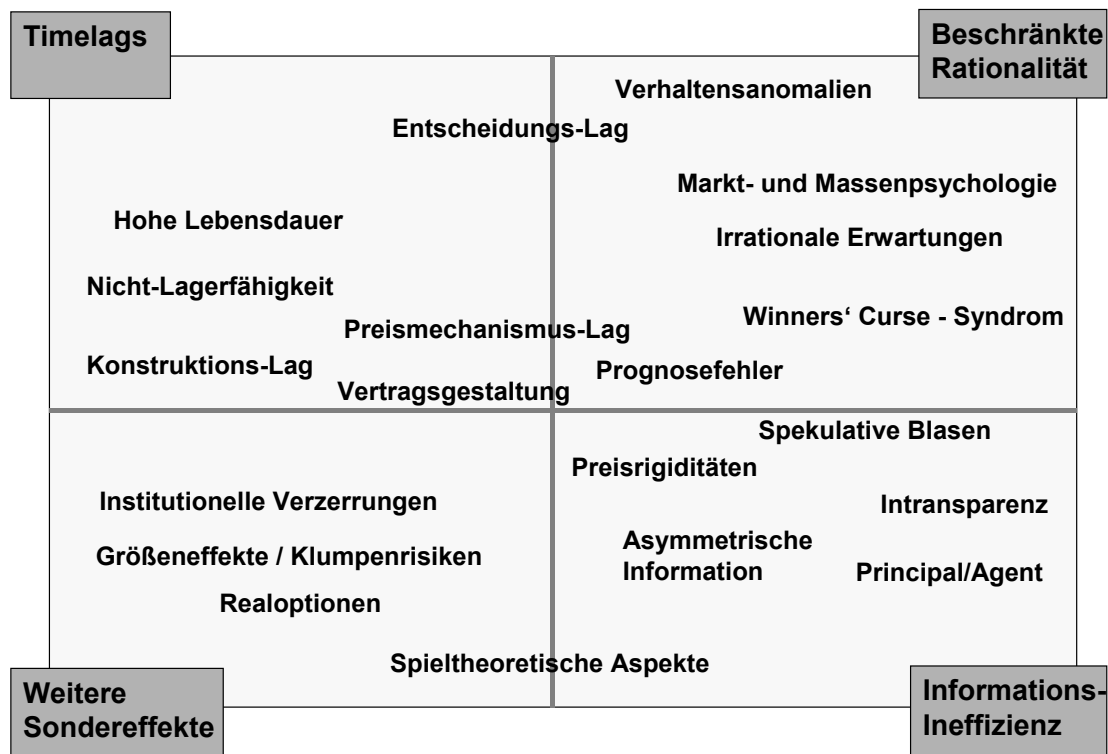 Timelags
Beschränkte
Rationalität
Verhaltensanomalien
Entscheidungs-Lag
Markt- und Massenpsychologie
Hohe Lebensdauer
Irrationale Erwartungen
Nicht-Lagerfähigkeit
Winners‘ Curse - Syndrom
Preismechanismus-Lag
Konstruktions-Lag
Prognosefehler
Vertragsgestaltung
Spekulative Blasen
Preisrigiditäten
Institutionelle Verzerrungen
Intransparenz
Asymmetrische
Information
Größeneffekte / Klumpenrisiken
Principal/Agent
Realoptionen
Spieltheoretische Aspekte
Weitere
Sondereffekte
Informations-
Ineffizienz